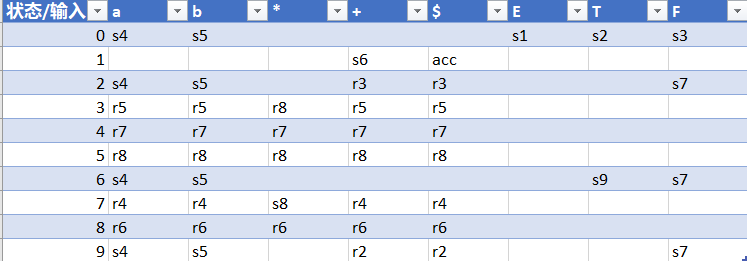 状态/输入 a b * + $ E T F
0 s4 s5 s1 s2 s3
1 s6 acc
2 s4 s5 r3 r3 s7
3 r5 r5 r8 r5 r5
4 r7 r7 r7 r7 r7
5 r8 r8 r8 r8 r8
6 s4 s5 s9 s7
7 r4 r4 s8 r4 r4
8 r6 r6 r6 r6 r6
9 s4 s5 r2 r2 s7